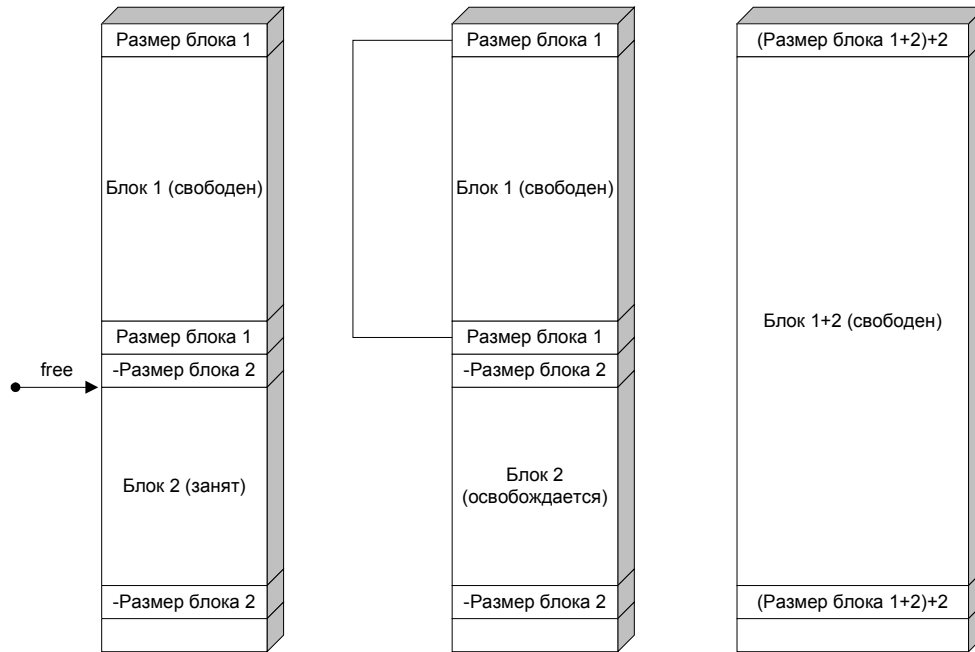 Размер блока 1
Блок 1 (свободен)
Размер блока 1
-Размер блока 2
free
Блок 2 (занят)
-Размер блока 2
Размер блока 1
Блок 1 (свободен)
Размер блока 1
-Размер блока 2
Блок 2
(освобождается)
-Размер блока 2
(Размер блока 1+2)+2
Блок 1+2 (свободен)
(Размер блока 1+2)+2